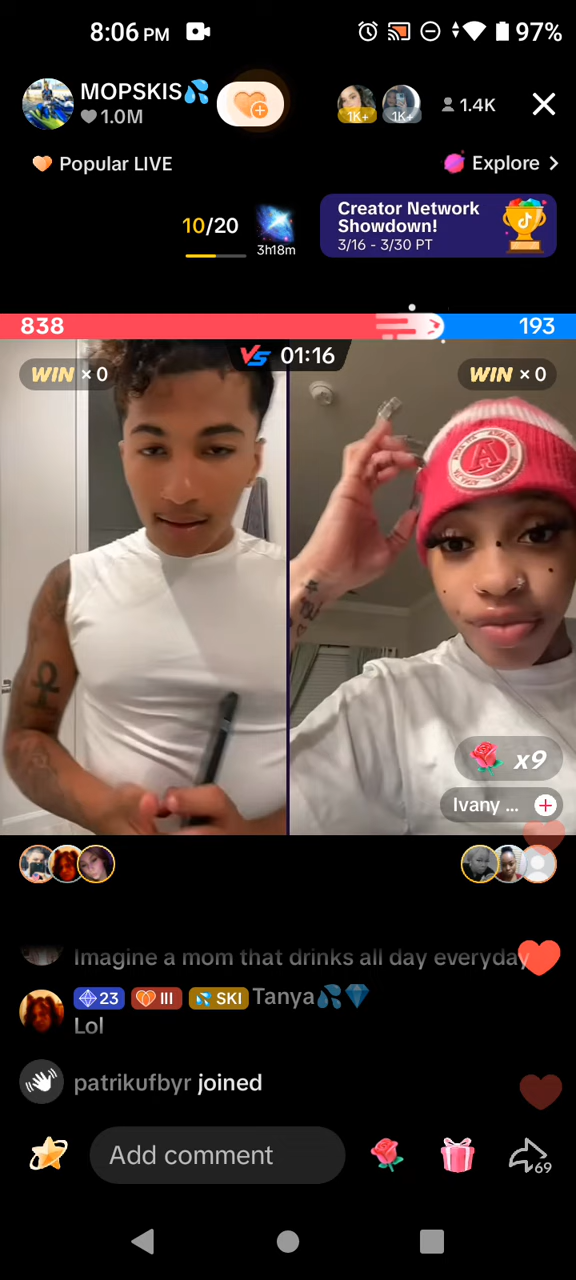 8:06 PM
97%
MOPSKIS💦
1.0M
1K+
1K+
1.4K
Popular LIVE
Explore >
10/20
3h18m
Creator Network
Showdown!
3/16 - 3/30 PT
838
193
VS 01:16
WIN × 0
WIN × 0
A
x9
Ivany ...
Imagine a mom that drinks all day everyday
23 III SKI Tanya💦💎
Lol
patrikufbyr joined
Add comment
69